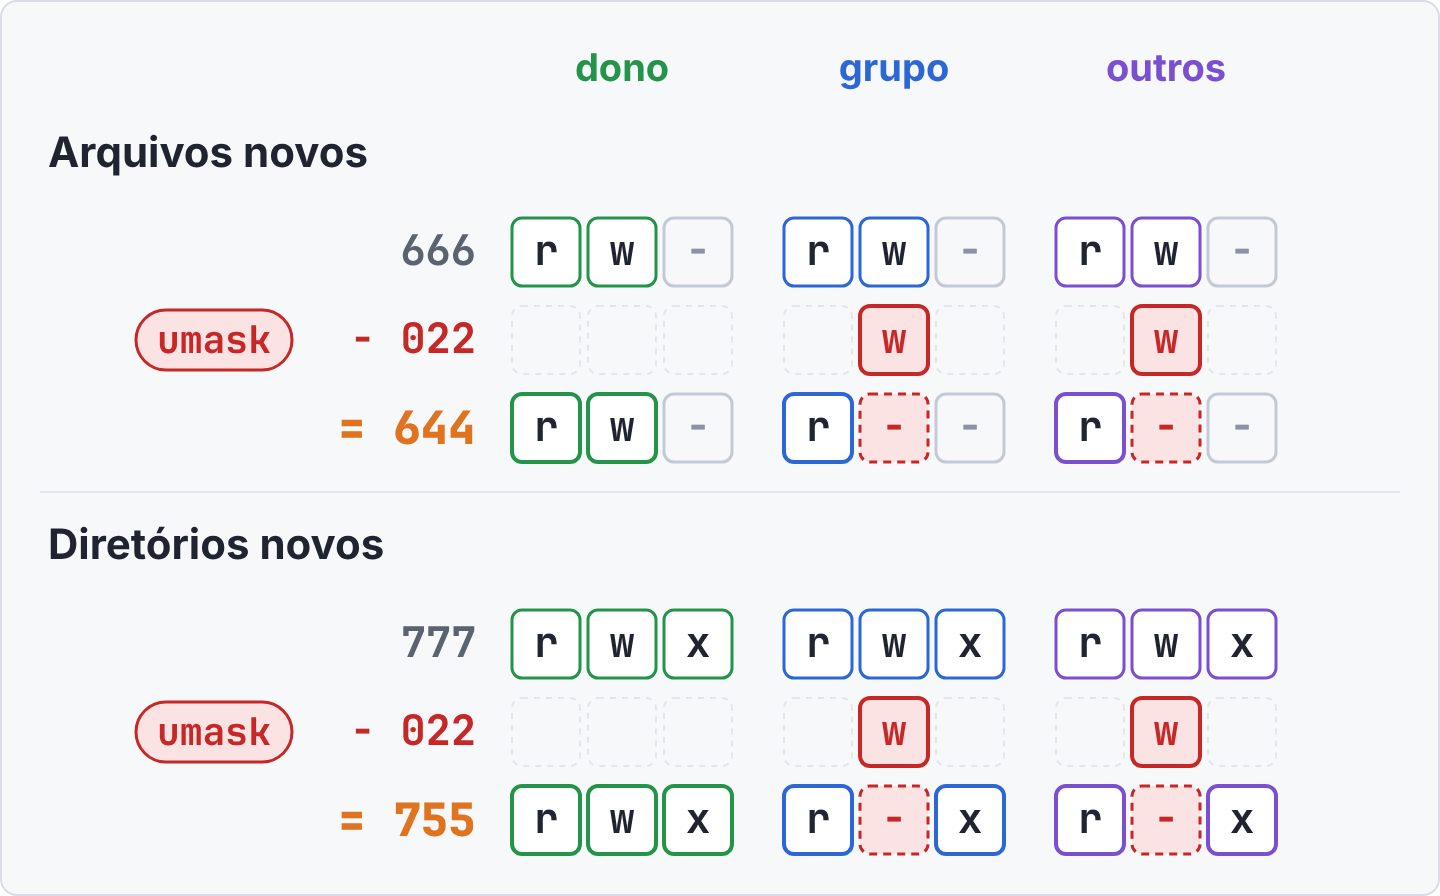 dono grupo outros
Arquivos novos
666 r w - r w - r w -
umask - 022 w w
= 644 r w - r - - r - -
Diretórios novos
777 r w x r w x r w x
umask - 022 w w
= 755 r w x r - x r - x